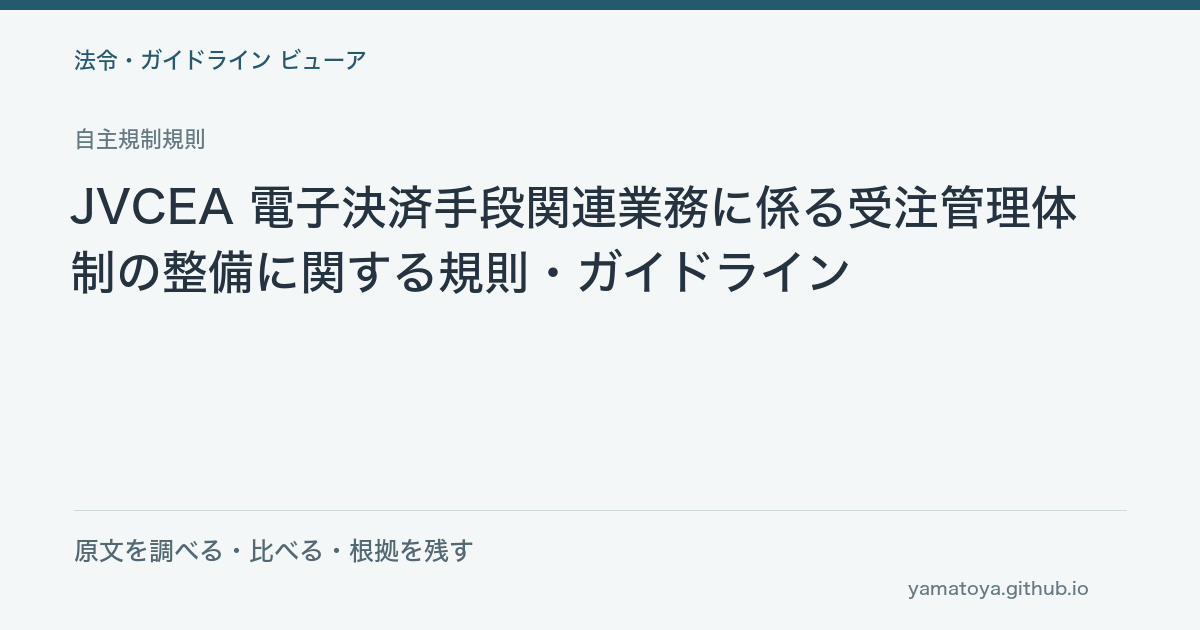 法令・ガイドライン ビューア
自主規制規則
JVCEA 電子決済手段関連業務に係る受注管理体
制の整備に関する規則・ガイドライン
原文を調べる・比べる・根拠を残す
yamatoya.github.io